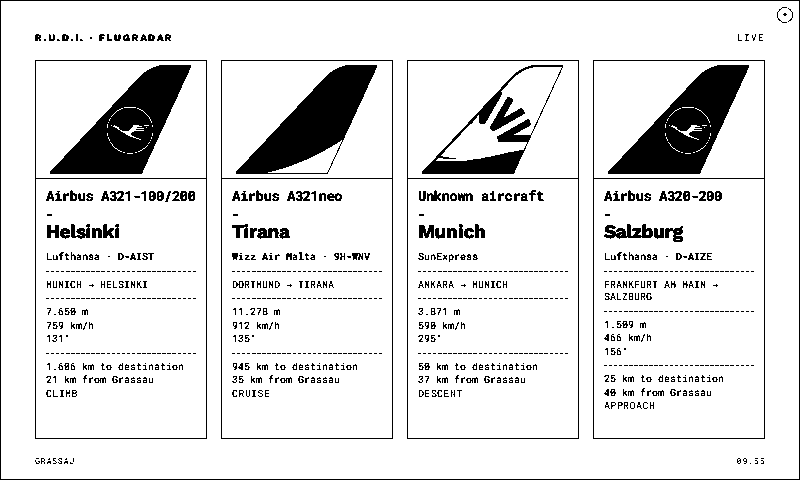 R.U.D.I. · FLUGRADAR
LIVE
Airbus A321-100/200
-
Helsinki
Lufthansa · D-AIST
MUNICH → HELSINKI
7.650 m
759 km/h
131°
1.606 km to destination
21 km from Grassau
CLIMB
Airbus A321neo
-
Tirana
Wizz Air Malta · 9H-WNV
DORTMUND → TIRANA
11.278 m
912 km/h
135°
945 km to destination
35 km from Grassau
CRUISE
Unknown aircraft
-
Munich
SunExpress
ANKARA → MUNICH
3.871 m
590 km/h
295°
50 km to destination
37 km from Grassau
DESCENT
Airbus A320-200
-
Salzburg
Lufthansa · D-AIZE
FRANKFURT AM MAIN →
SALZBURG
1.509 m
466 km/h
156°
25 km to destination
40 km from Grassau
APPROACH
GRASSAU
09:55